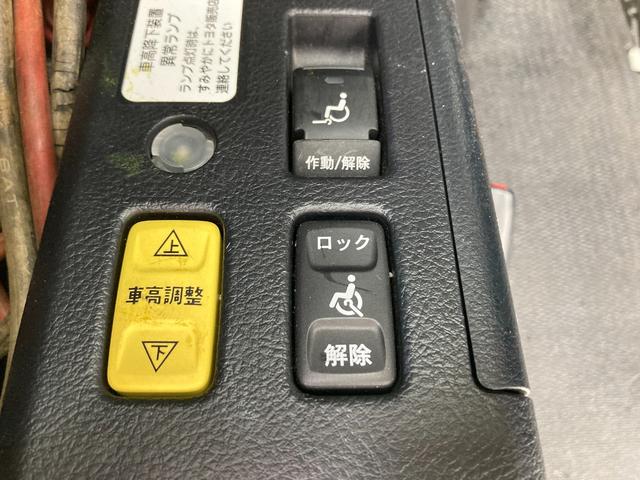 車高降下装置
異常ランプ
ランプ点灯時は、
すみやかにトヨタ販売店
連絡してください
作動/解除
上
車高調整
下
ロック
解除
BAT